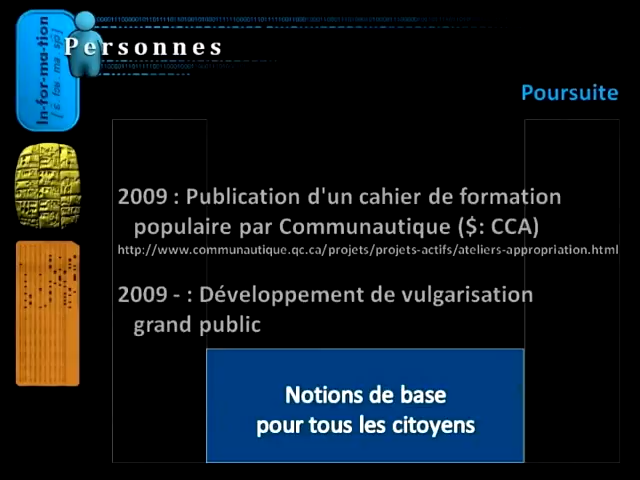 In-for-ma-tion
Personnes
Poursuite
2009 : Publication d'un cahier de formation
populaire par Communautique ($: CCA)
http://www.communautique.qc.ca/projets/projets-actifs/ateliers-appropriation.html
2009 - : Développement de vulgarisation
grand public
Notions de base
pour tous les citoyens